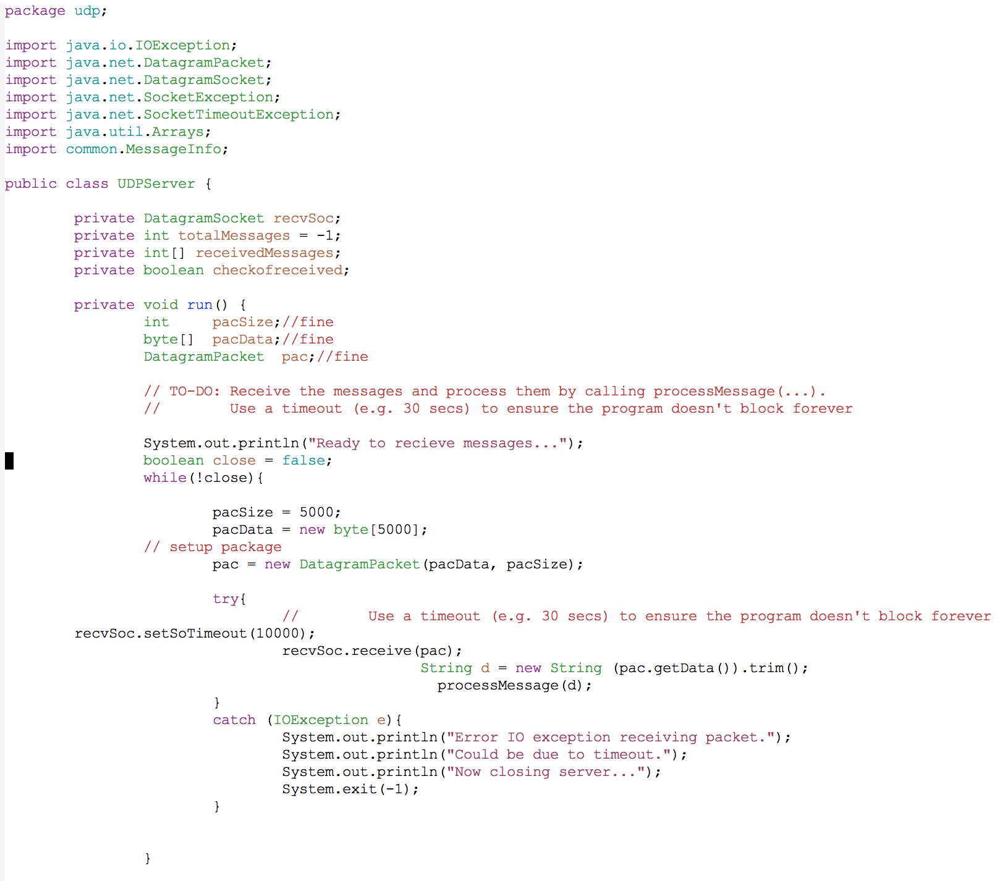 package udp;

import java.io.IOException;
import java.net.DatagramPacket;
import java.net.DatagramSocket;
import java.net.SocketException;
import java.net.SocketTimeoutException;
import java.util.Arrays;
import common.MessageInfo;

public class UDPServer {

        private DatagramSocket recvSoc;
        private int totalMessages = -1;
        private int[] receivedMessages;
        private boolean checkofreceived;

        private void run() {
                int     pacSize;//fine
                byte[]  pacData;//fine
                DatagramPacket  pac;//fine

                // TO-DO: Receive the messages and process them by calling processMessage(...).
                //        Use a timeout (e.g. 30 secs) to ensure the program doesn't block forever

                System.out.println("Ready to recieve messages...");
                boolean close = false;
                while(!close){

                        pacSize = 5000;
                        pacData = new byte[5000];
                // setup package
                        pac = new DatagramPacket(pacData, pacSize);

                        try{
                                //        Use a timeout (e.g. 30 secs) to ensure the program doesn't block forever
        recvSoc.setSoTimeout(10000);
                                recvSoc.receive(pac);
                                                String d = new String (pac.getData()).trim();
                                                  processMessage(d);
                        }
                        catch (IOException e){
                                System.out.println("Error IO exception receiving packet.");
                                System.out.println("Could be due to timeout.");
                                System.out.println("Now closing server...");
                                System.exit(-1);
                        }


                }